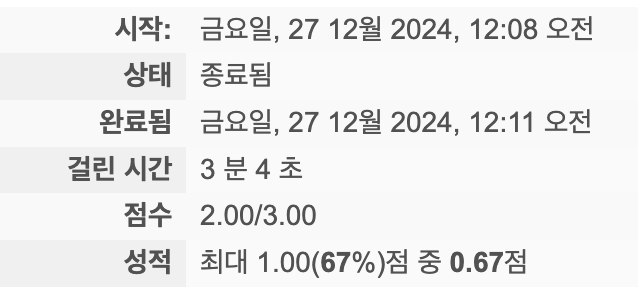 시작: 금요일, 27 12월 2024, 12:08 오전
상태 종료됨
완료됨 금요일, 27 12월 2024, 12:11 오전
걸린 시간 3 분 4 초
점수 2.00/3.00
성적 최대 1.00(67%)점 중 0.67점